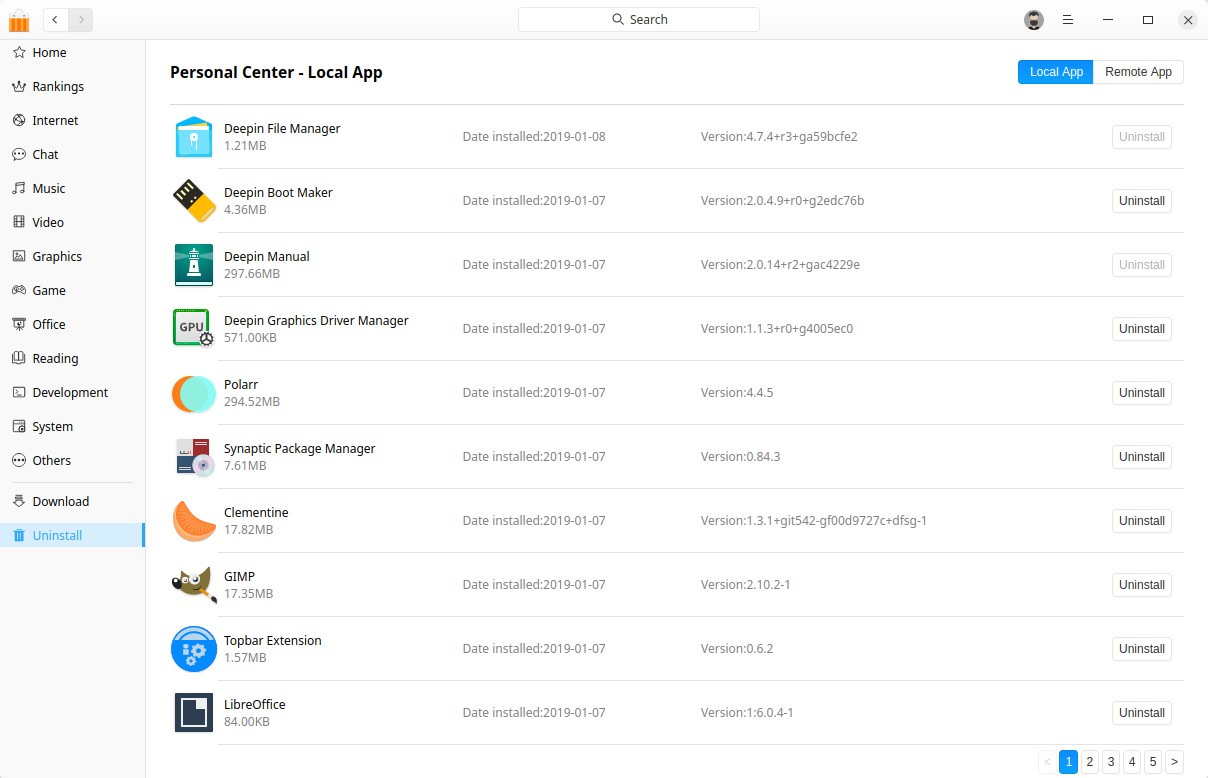 Search
Home
Rankings
Internet
Chat
Music
Video
Graphics
Game
Office
Reading
Development
System
Others
Download
Uninstall
Personal Center - Local App
Local App
Remote App
Deepin File Manager
1.21MB
Date installed:2019-01-08
Version:4.7.4+r3+ga59bcfe2
Uninstall
Deepin Boot Maker
4.36MB
Date installed:2019-01-07
Version:2.0.4.9+r0+g2edc76b
Uninstall
Deepin Manual
297.66MB
Date installed:2019-01-07
Version:2.0.14+r2+gac4229e
Uninstall
GPU
Deepin Graphics Driver Manager
571.00KB
Date installed:2019-01-07
Version:1.1.3+r0+g4005ec0
Uninstall
Polarr
294.52MB
Date installed:2019-01-07
Version:4.4.5
Uninstall
Synaptic Package Manager
7.61MB
Date installed:2019-01-07
Version:0.84.3
Uninstall
Clementine
17.82MB
Date installed:2019-01-07
Version:1.3.1+git542-gf00d9727c+dfsg-1
Uninstall
GIMP
17.35MB
Date installed:2019-01-07
Version:2.10.2-1
Uninstall
Topbar Extension
1.57MB
Date installed:2019-01-07
Version:0.6.2
Uninstall
LibreOffice
84.00KB
Date installed:2019-01-07
Version:1:6.0.4-1
Uninstall
< 1 2 3 4 5 >